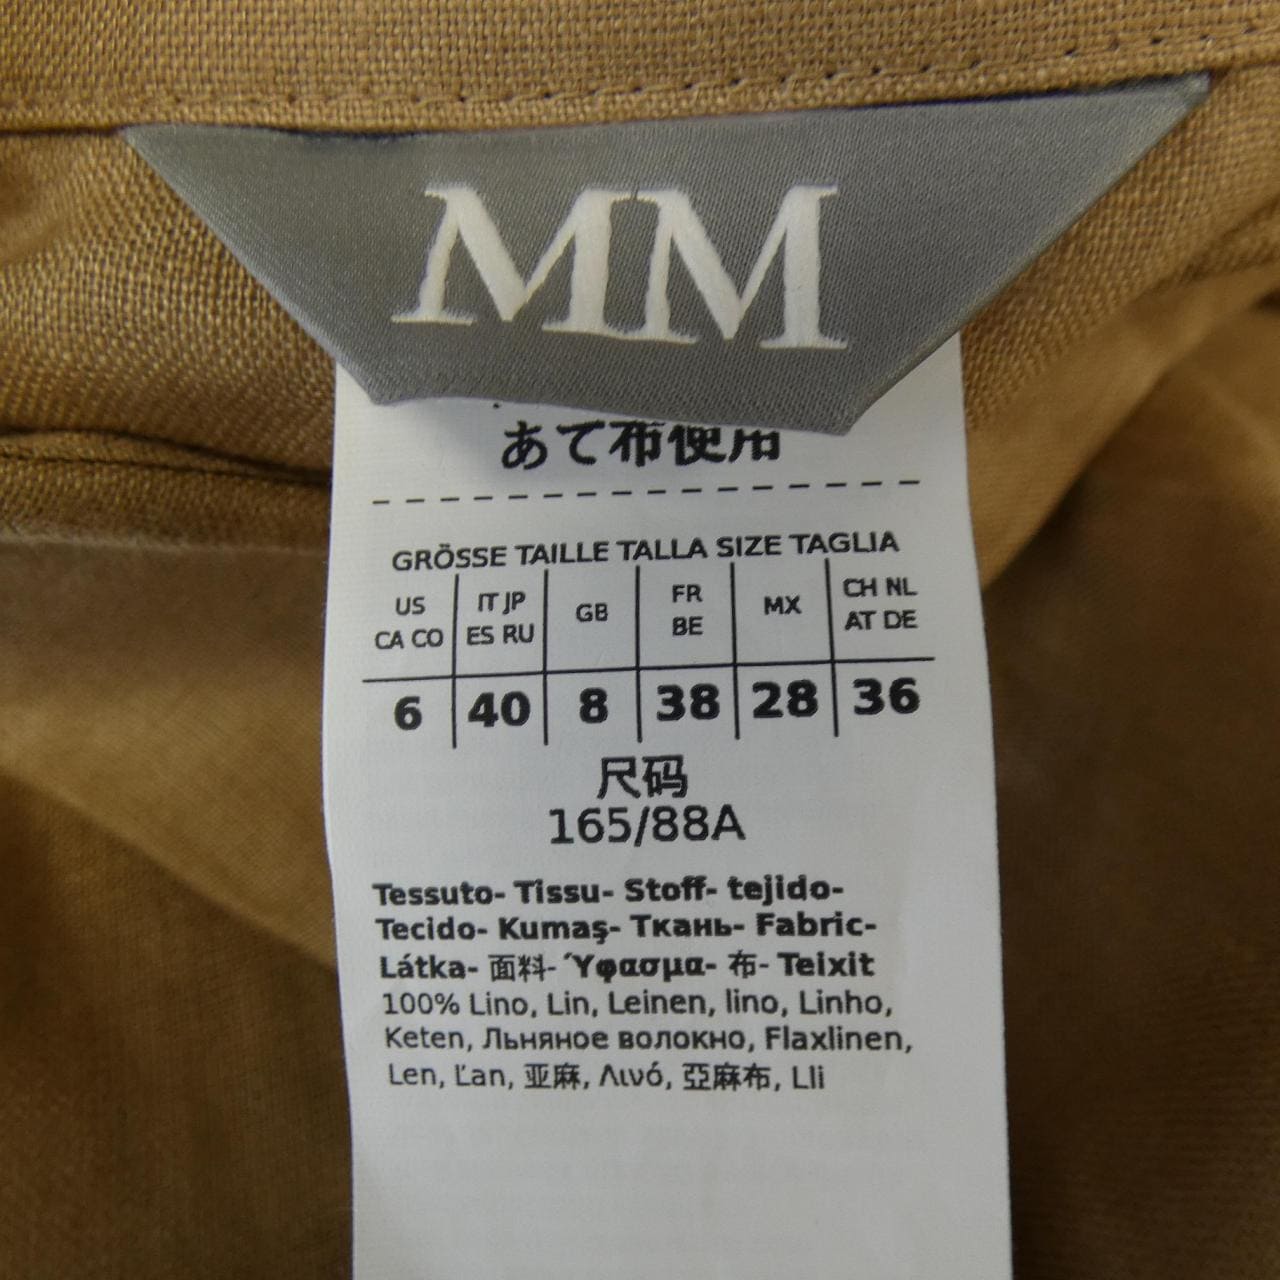 MM
あて布使用
GRÖSSE TAILLE TALLA SIZE TAGLIA
US CA CO | IT JP ES RU | GB | FR BE | MX | CH NL AT DE
6 | 40 | 8 | 38 | 28 | 36
尺码
165/88A
Tessuto- Tissu- Stoff- tejido-
Tecido- Kumaş- Ткань- Fabric-
Látka- 面料- Ύφασμα- 布- Teixit
100% Lino, Lin, Leinen, lino, Linho,
Keten, Льняное волокно, Flaxlinen,
Len, Ľan, 亚麻, Λινό, 亞麻布, Lli